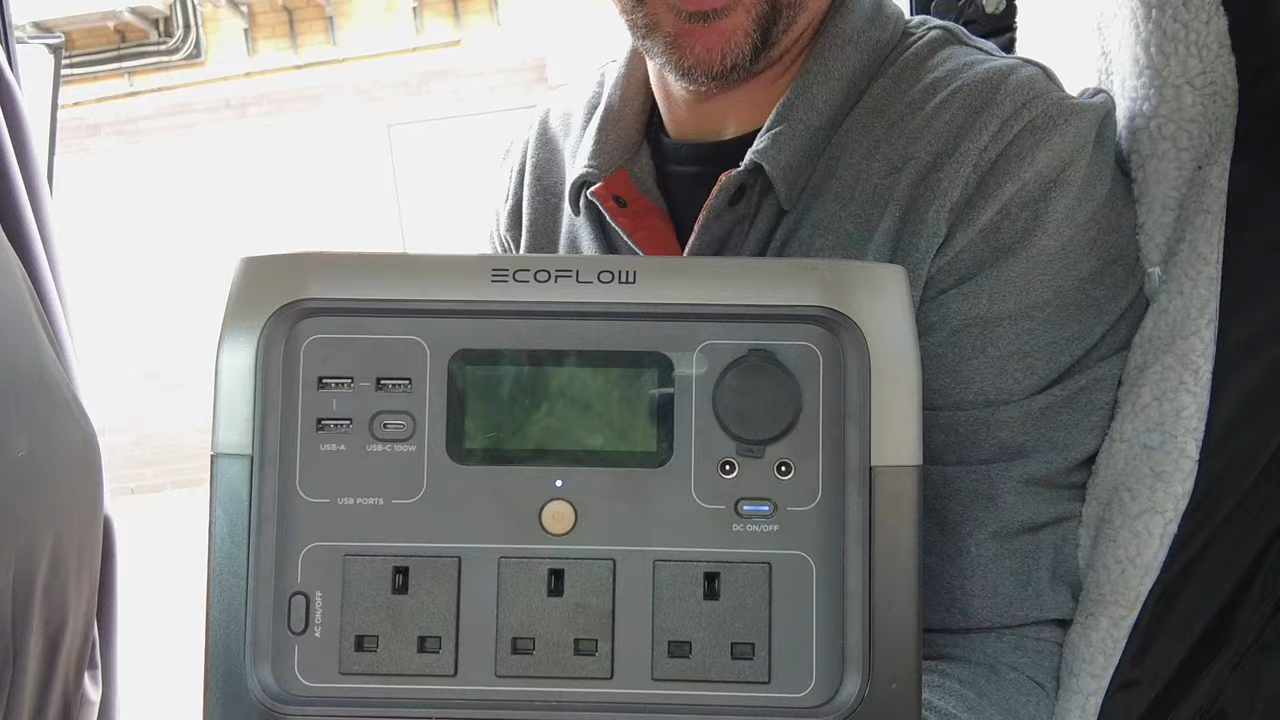 ECOFLOW
USB-A
USB-C 100W
USB PORTS
DC ON/OFF
AC ON/OFF